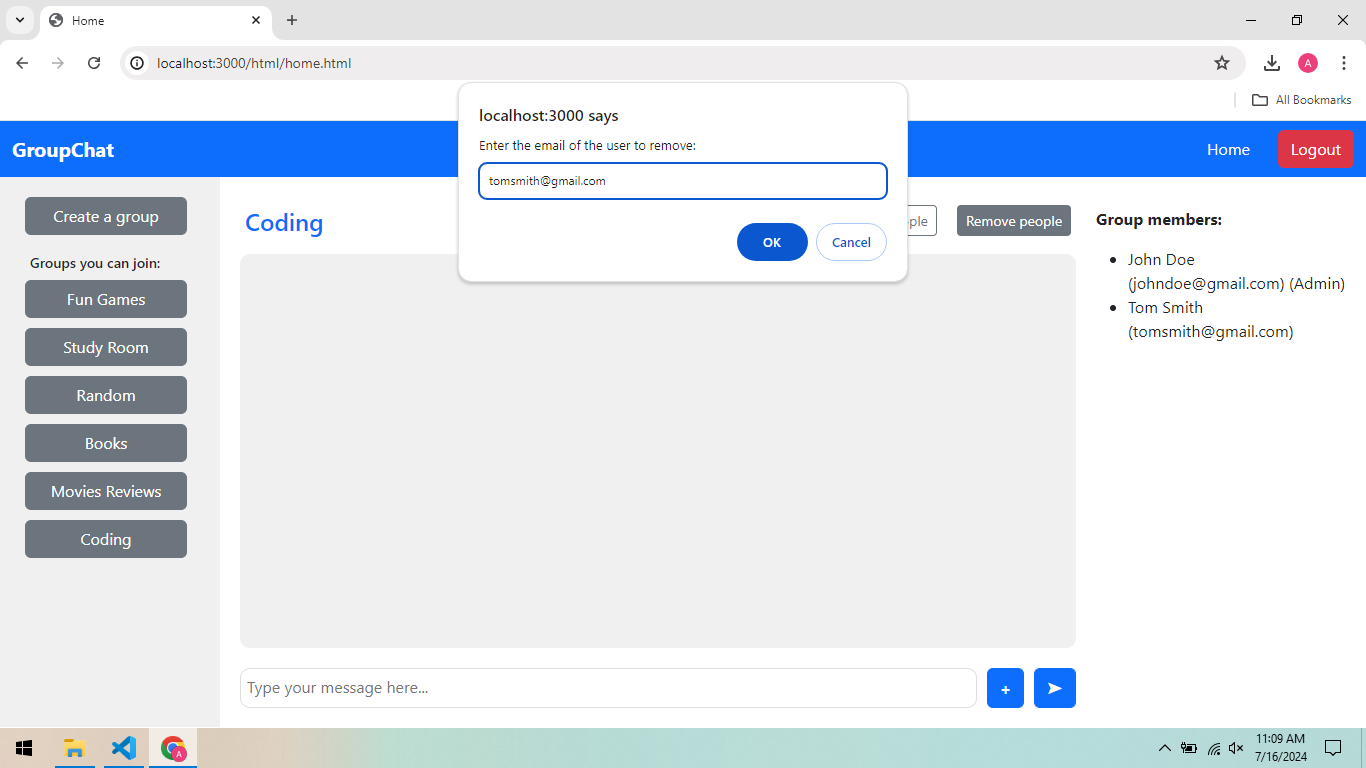 Home
localhost:3000/html/home.html
A
All Bookmarks
localhost:3000 says
Enter the email of the user to remove:
tomsmith@gmail.com
OK
Cancel
GroupChat
Home
Logout
Create a group
Groups you can join:
Fun Games
Study Room
Random
Books
Movies Reviews
Coding
Coding
Remove people
Group members:
• John Doe
(johndoe@gmail.com) (Admin)
• Tom Smith
(tomsmith@gmail.com)
Type your message here...
+
A
11:09 AM
7/16/2024